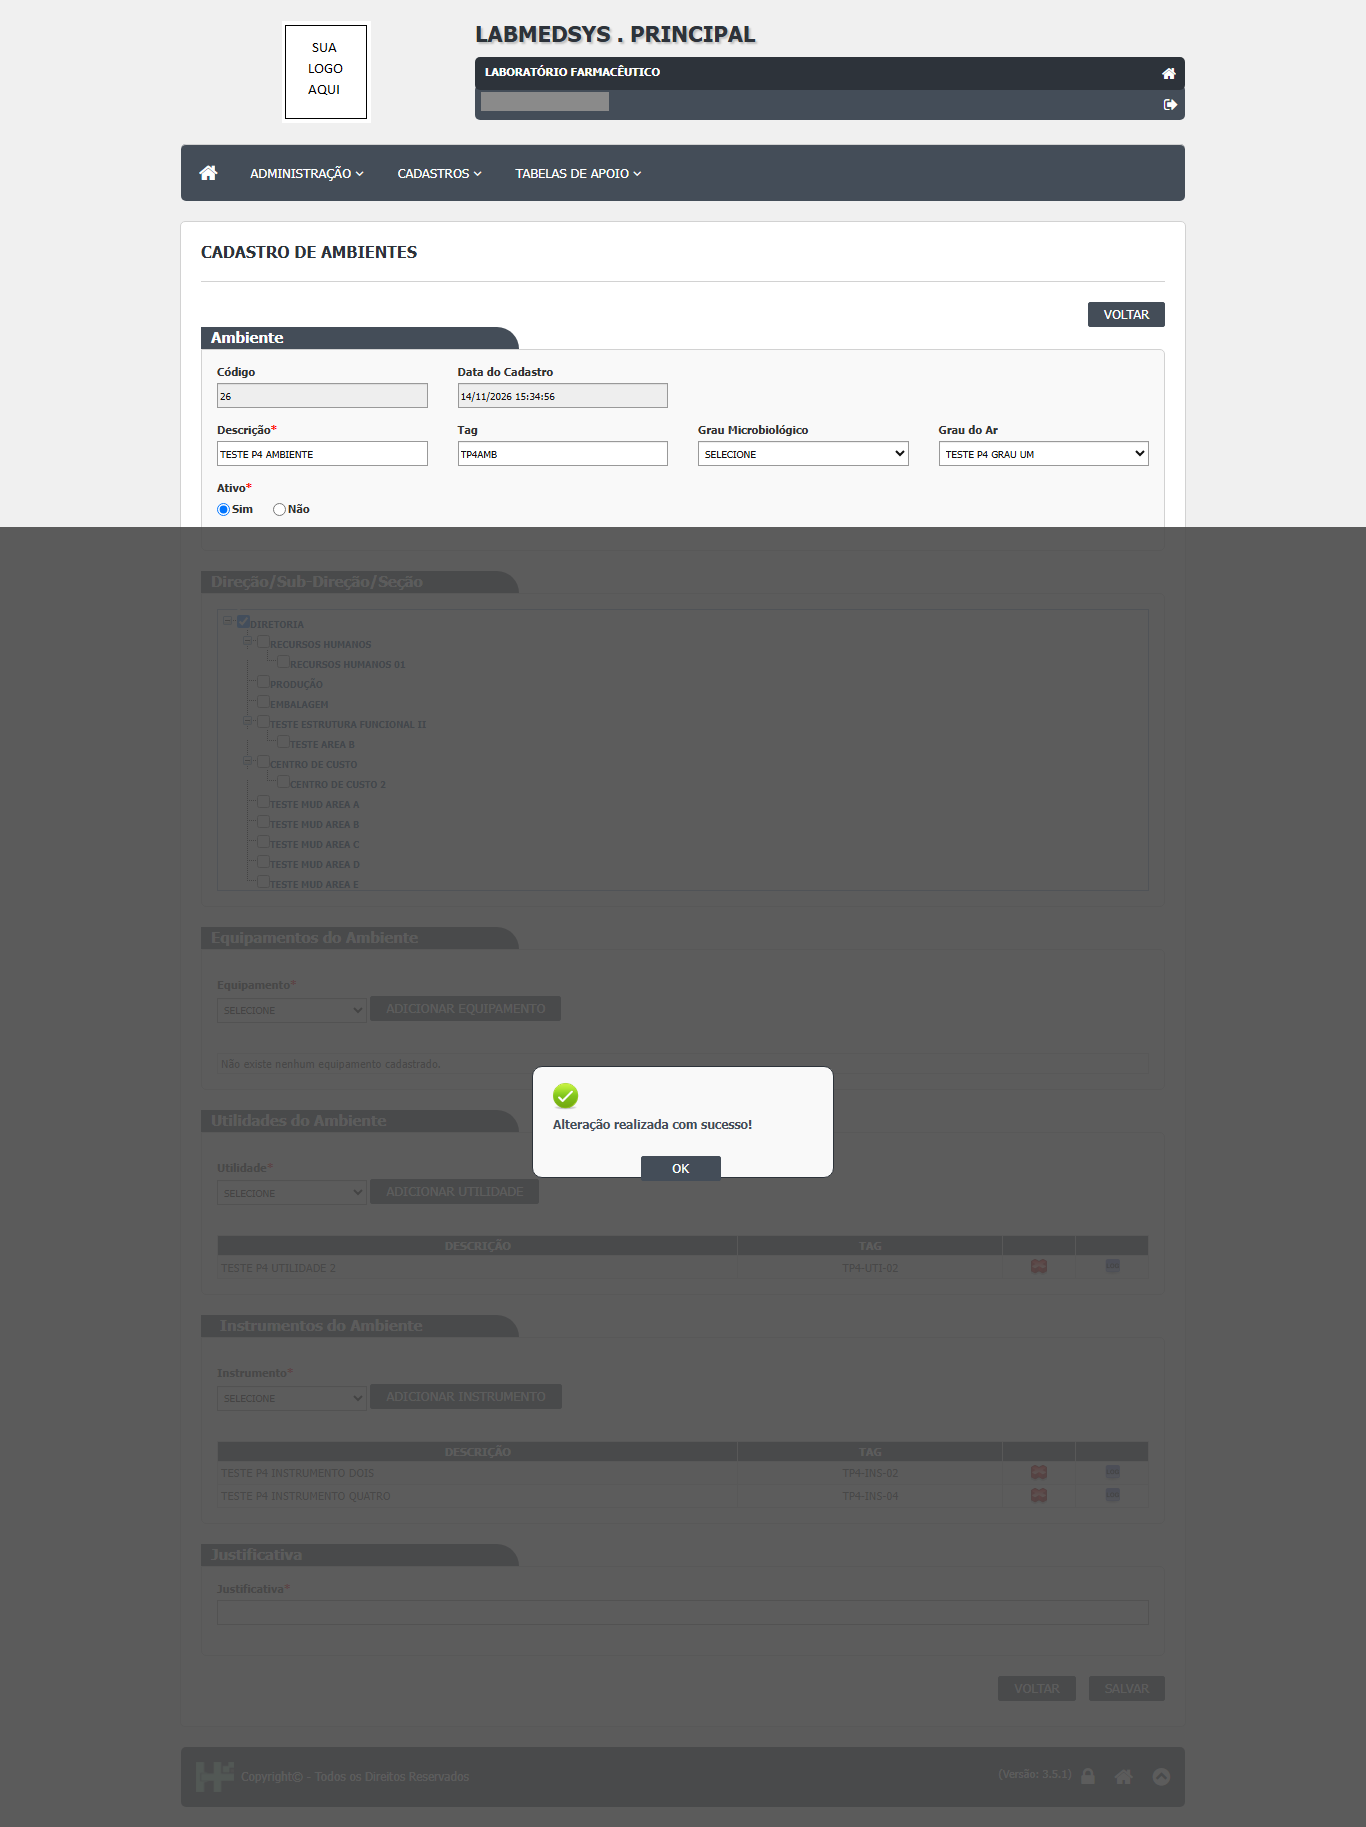 SUA
LOGO
AQUI
LABMEDSYS . PRINCIPAL
LABORATÓRIO FARMACÊUTICO
ADMINISTRAÇÃO CADASTROS TABELAS DE APOIO
CADASTRO DE AMBIENTES
VOLTAR
Ambiente
Código Data do Cadastro
26 14/11/2026 15:34:56
Descrição* Tag Grau Microbiológico Grau do Ar
TESTE P4 AMBIENTE TP4AMB SELECIONE TESTE P4 GRAU UM
Ativo*
Sim Não
Direção/Sub-Direção/Seção
DIRETORIA
RECURSOS HUMANOS
RECURSOS HUMANOS 01
PRODUÇÃO
EMBALAGEM
TESTE ESTRUTURA FUNCIONAL II
TESTE AREA B
CENTRO DE CUSTO
CENTRO DE CUSTO 2
TESTE MUD AREA A
TESTE MUD AREA B
TESTE MUD AREA C
TESTE MUD AREA D
TESTE MUD AREA E
Equipamentos do Ambiente
Equipamento*
SELECIONE ADICIONAR EQUIPAMENTO
Não existe nenhum equipamento cadastrado.
Alteração realizada com sucesso!
OK
Utilidades do Ambiente
Utilidade*
SELECIONE ADICIONAR UTILIDADE
DESCRIÇÃO TAG
TESTE P4 UTILIDADE 2 TP4-UTI-02
Instrumentos do Ambiente
Instrumento*
SELECIONE ADICIONAR INSTRUMENTO
DESCRIÇÃO TAG
TESTE P4 INSTRUMENTO DOIS TP4-INS-02
TESTE P4 INSTRUMENTO QUATRO TP4-INS-04
Justificativa
Justificativa*
VOLTAR SALVAR
Copyright© - Todos os Direitos Reservados (Versão: 3.5.1)